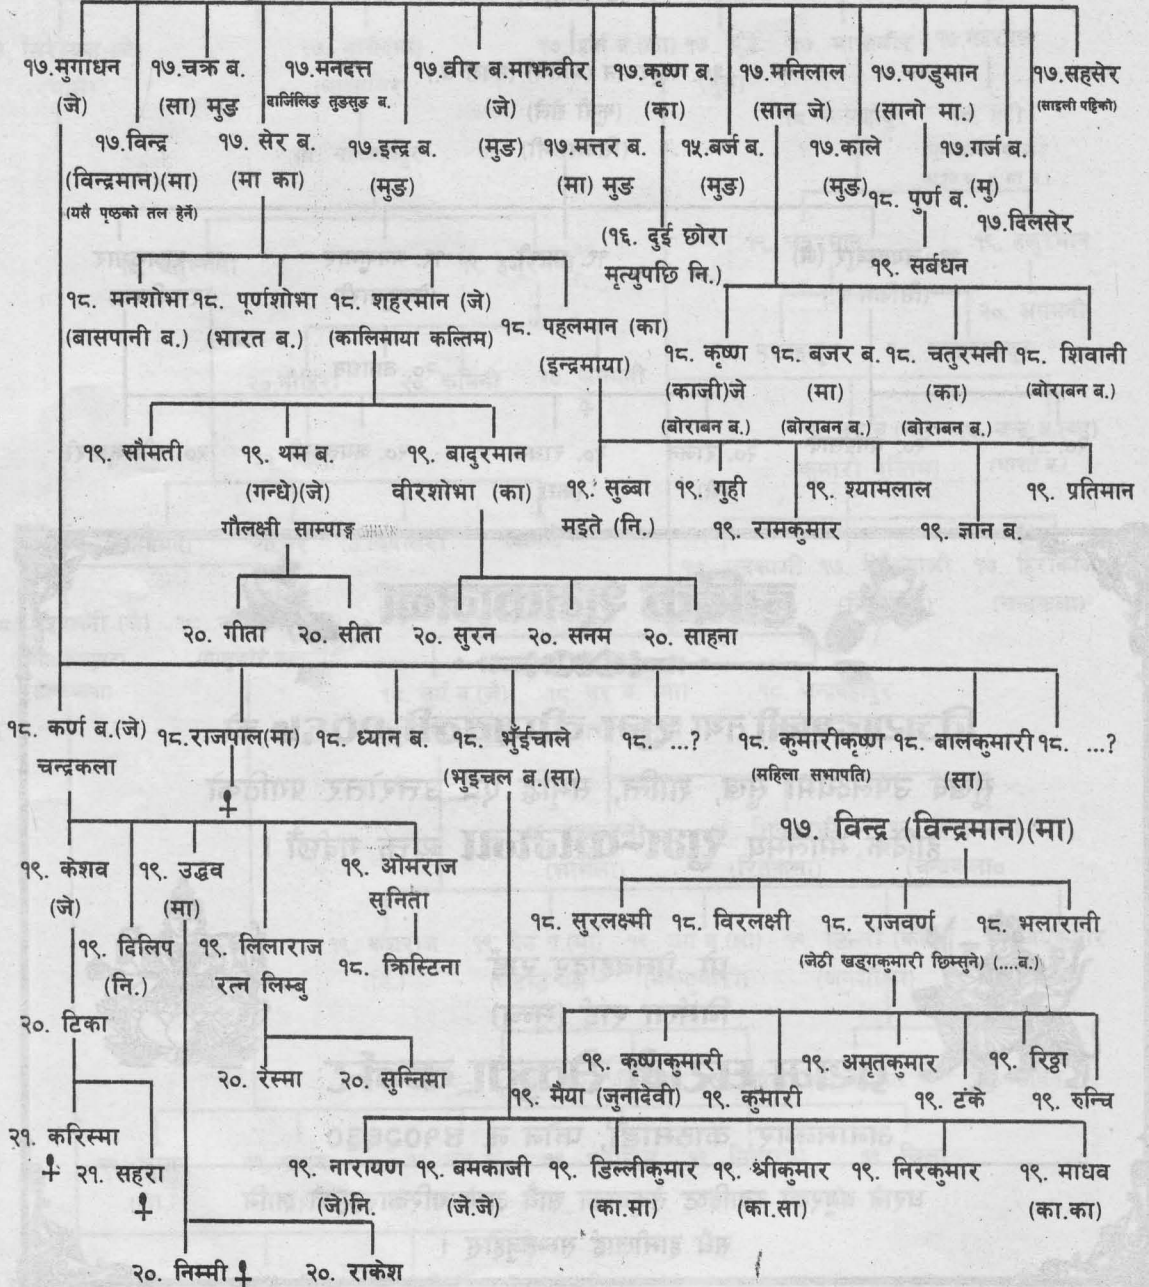 १७.मुगाधन १७.चक्र ब. १७.मनदत्त १७.वीर ब.माझवीर १७.कृष्ण ब. १७.मनिलाल १७.पण्डुमान १७.सहसेर
(जे) (सा) मुङ दार्जिलिङ तुङसुङ ब. (जे) (का) (सान जे) (सानो मा.) (साइली पट्टिको)
१७.विन्द्र १७. सेर ब. १७.इन्द्र ब. (मुङ) १७.मत्तर ब. १५.बर्ज ब. १७.काले १७.गर्ज ब.
(विन्द्रमान)(मा) (मा का) (मुङ) (मा) मुङ (मुङ) (मुङ) १८. पुर्ण ब. (मु)
(यसै पृष्ठको तल हेर्ने) १७.दिलसेर
(१६. दुई छोरा
मृत्युपछि नि.) १९. सर्बधन
१८. मनशोभा १८. पूर्णशोभा १८. शहरमान (जे) १८. पहलमान (का)
(बासपानी ब.) (भारत ब.) (कालिमाया कल्तिम) (इन्द्रमाया)
१८. कृष्ण १८. बजर ब. १८. चतुरमनी १८. शिवानी
(काजी)जे (मा) (का) (बोराबन ब.)
(बोराबन ब.) (बोराबन ब.) (बोराबन ब.)
१९. सौमती १९. थम ब. १९. बादुरमान
(गन्धे)(जे) वीरशोभा (का)
गौलक्षी साम्पाङ्ग
१९. सुब्बा १९. गुही १९. श्यामलाल १९. प्रतिमान
मइते (नि.) १९. रामकुमार १९. ज्ञान ब.
२०. गीता २०. सीता २०. सुरन २०. सनम २०. साहना
१८. कर्ण ब.(जे) १८.राजपाल(मा) १८. ध्यान ब. १८. भुँईचाले १८. ...? १८. कुमारीकृष्ण १८. बालकुमारी १८. ...?
चन्द्रकला (भुइचल ब.(सा) (महिला सभापति) (सा)
१७. विन्द्र (विन्द्रमान)(मा)
१९. केशव १९. उद्धव १९. ओमराज
(जे) (मा) सुनिता
१८. सुरलक्ष्मी १८. विरलक्षी १८. राजवर्ण १८. भलारानी
(जेठी खड्गकुमारी छिम्सुने) (.....ब.)
१९. दिलिप १९. लिलाराज १८. क्रिस्टिना
(नि.) रत्न लिम्बु
२०. टिका
१९. कृष्णकुमारी १९. अमृतकुमार १९. रिठ्ठा
२०. रेस्मा २०. सुन्तिमा १९. मैया (जुनादेवी) १९. कुमारी १९. टंक १९. रुन्चि
२१. करिस्मा
२१. सहरा
१९. नारायण १९. बमकाजी १९. डिल्लीकुमार १९. श्रीकुमार १९. निरकुमार १९. माधव
(जे)नि. (जे.जे) (का.मा) (का.सा) (का.का)
२०. निम्मी २०. राकेश